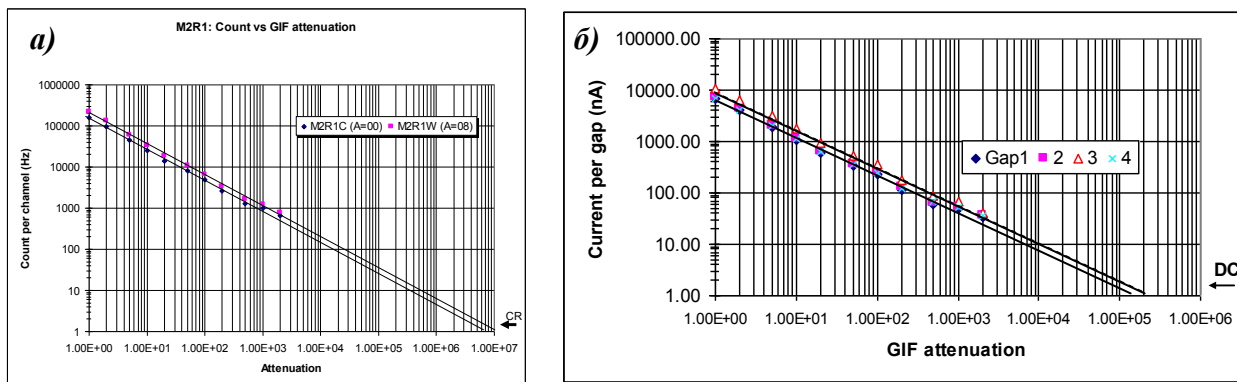 а)
M2R1: Count vs GIF attenuation
Count per channel (Hz)
1000000
100000
10000
1000
100
10
1
M2R1C (A=00) M2R1W (A=08)
CR
1.00E+00 1.00E+01 1.00E+02 1.00E+03 1.00E+04 1.00E+05 1.00E+06 1.00E+07
Attenuation
б)
Current per gap (nA)
100000.00
10000.00
1000.00
100.00
10.00
1.00
Gap1 2 3 4
DC
1.00E+00 1.00E+01 1.00E+02 1.00E+03 1.00E+04 1.00E+05 1.00E+06
GIF attenuation